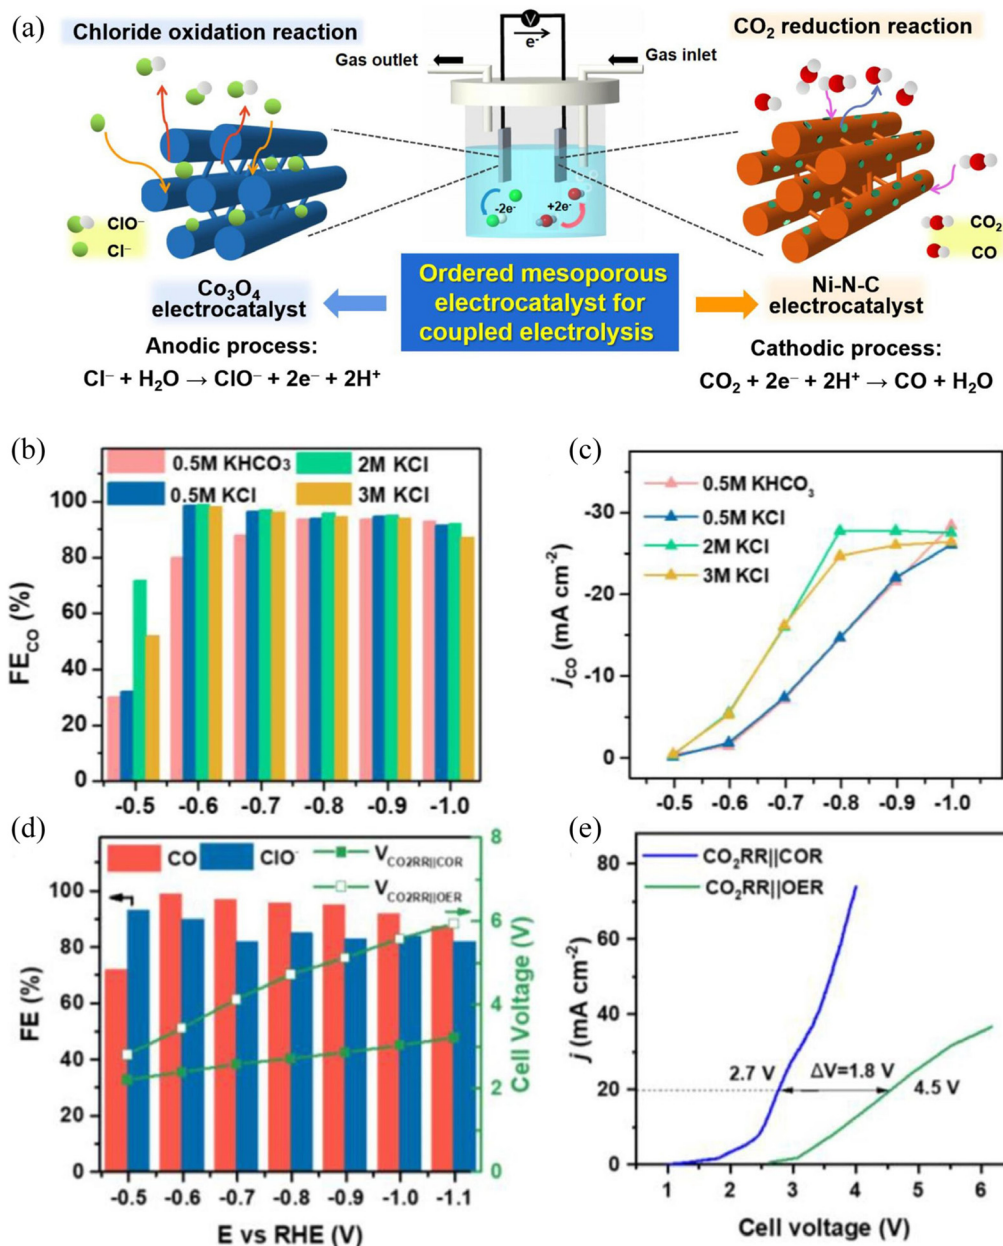 (a)
Chloride oxidation reaction
V
e-
Gas outlet
Gas inlet
CO₂ reduction reaction
-2e-
+2e-
ClO⁻
Cl⁻
CO₂
CO
Co₃O₄
electrocatalyst
Ordered mesoporous
electrocatalyst for
coupled electrolysis
Ni-N-C
electrocatalyst
Anodic process:
Cl⁻ + H₂O → ClO⁻ + 2e⁻ + 2H⁺
Cathodic process:
CO₂ + 2e⁻ + 2H⁺ → CO + H₂O
(b)
0.5M KHCO₃
2M KCl
0.5M KCl
3M KCl
FE_CO (%)
100
80
60
40
20
0
-0.5 -0.6 -0.7 -0.8 -0.9 -1.0
(c)
0.5M KHCO₃
0.5M KCl
2M KCl
3M KCl
j_CO (mA cm⁻²)
-30
-20
-10
0
-0.5 -0.6 -0.7 -0.8 -0.9 -1.0
(d)
CO
ClO⁻
V_CO2RR||COR
V_CO2RR||OER
FE (%)
100
80
60
100
80
60
40
20
0
8
6
4
2
0
Cell Voltage (V)
-0.5 -0.6 -0.7 -0.8 -0.9 -1.0 -1.1
E vs RHE (V)
(e)
CO₂RR||COR
CO₂RR||OER
j (mA cm⁻²)
80
60
40
20
0
2.7 V
ΔV=1.8 V
4.5 V
1 2 3 4 5 6
Cell voltage (V)